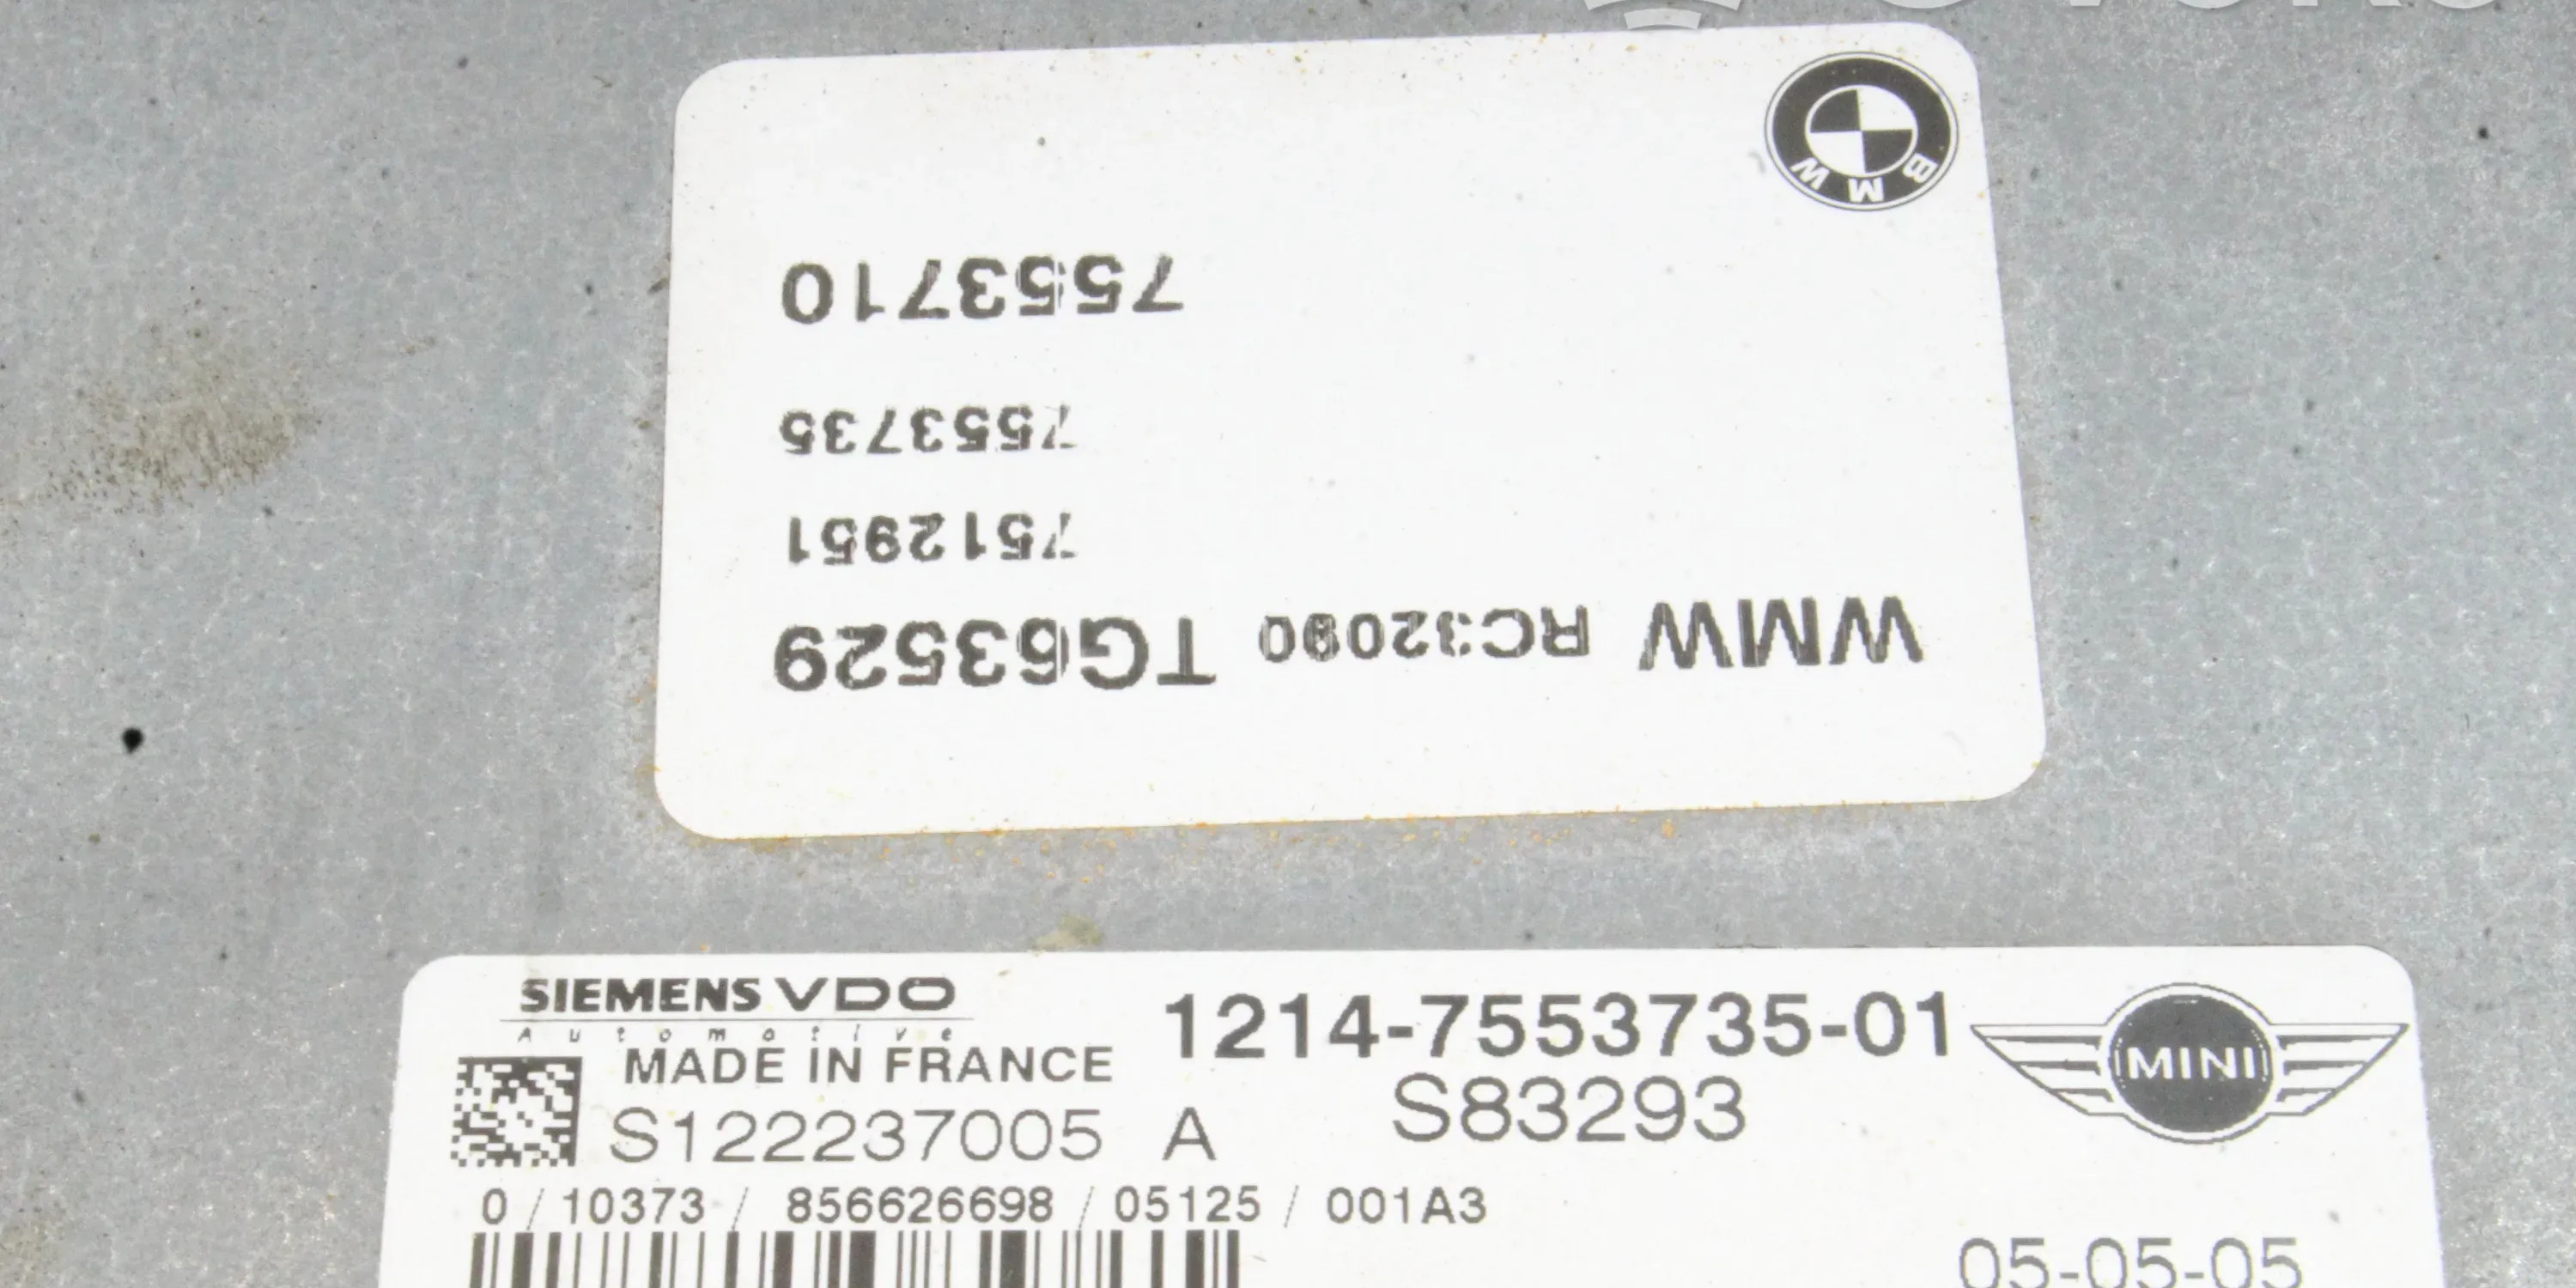 WMW RC32090 TG63529
7512951
7553735
7553710
BMW
SIEMENS VDO
Automotive
MADE IN FRANCE
1214-7553735-01
MINI
S122237005 A
S83293
0 / 10373 / 856626698 / 05125 / 001A3
05-05-05